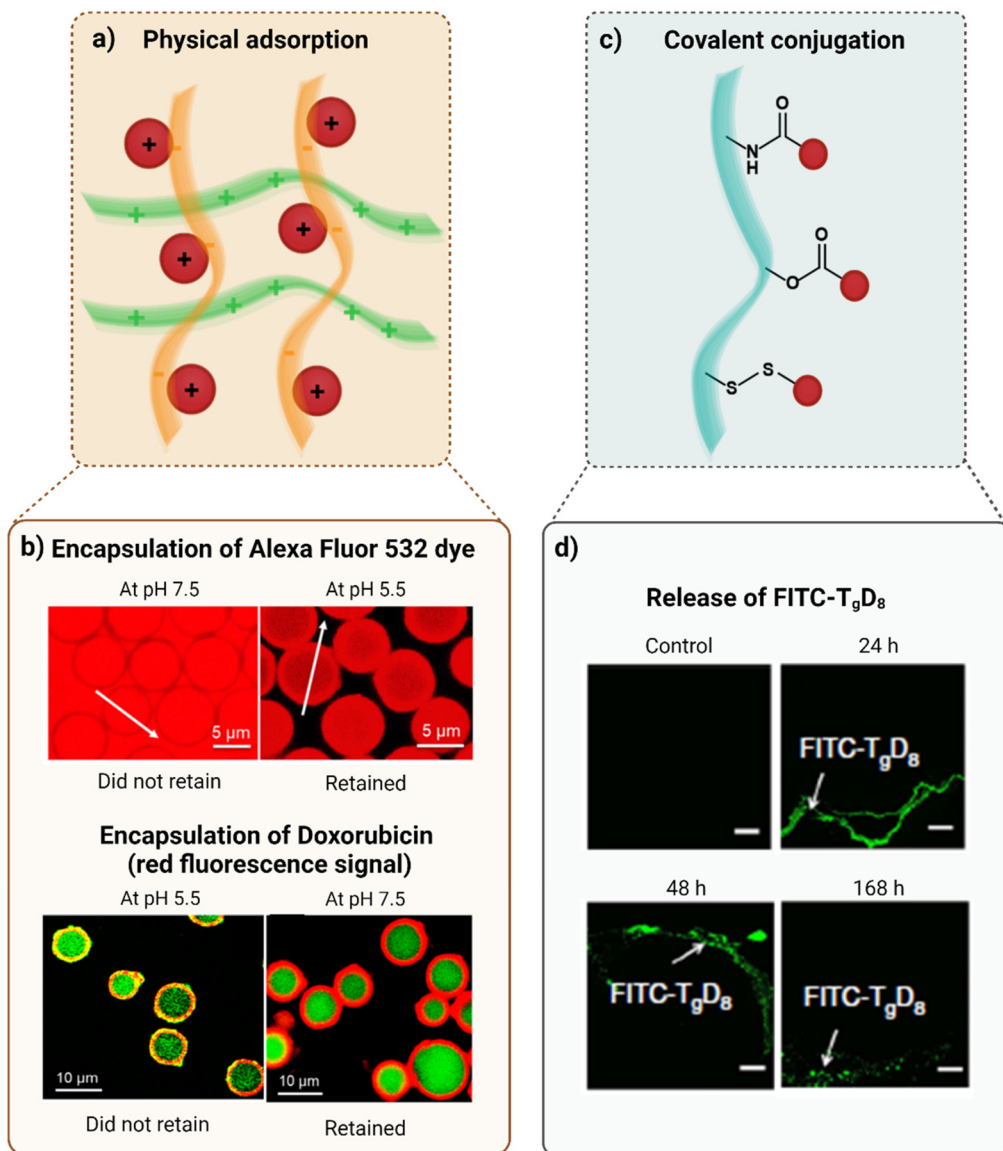 a) Physical adsorption
+
+
-
-
+
+
+
+
+
+
-
-
+
+
+
+
+
+
+
-
-
+
+
c) Covalent conjugation
O
N
H
O
O
S
S
b) Encapsulation of Alexa Fluor 532 dye
At pH 7.5
At pH 5.5
5 µm
5 µm
Did not retain
Retained
Encapsulation of Doxorubicin
(red fluorescence signal)
At pH 5.5
At pH 7.5
10 µm
10 µm
Did not retain
Retained
d)
Release of FITC-TgD8
Control
24 h
FITC-TgD8
48 h
168 h
FITC-TgD8
FITC-TgD8